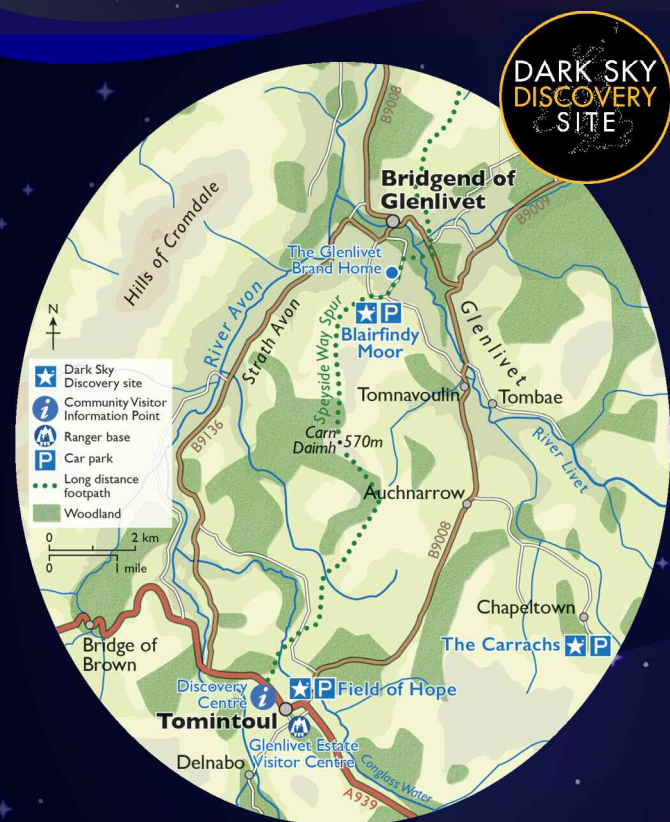 DARK SKY
DISCOVERY
SITE
B9008
Bridgend of
Glenlivet
B9009
Hills of Cromdale
The Glenlivet
Brand Home
River Avon
Strath Avon
Speyside Way Spur
P
Blairfindy
Moor
Glenlivet
N
Dark Sky
Discovery site
i
Community Visitor
Information Point
Ranger base
P
Car park
Long distance
footpath
Woodland
0 2 km
0 1 mile
Tomnavoulin
Tombae
B9136
Carn
Daimh •570m
River Livet
Auchnarrow
B9008
Chapeltown
The Carrachs
P
Bridge of
Brown
Discovery
Centre
i
P
Field of Hope
Tomintoul
Glenlivet Estate
Visitor Centre
Delnabo
Conglass Water
A939